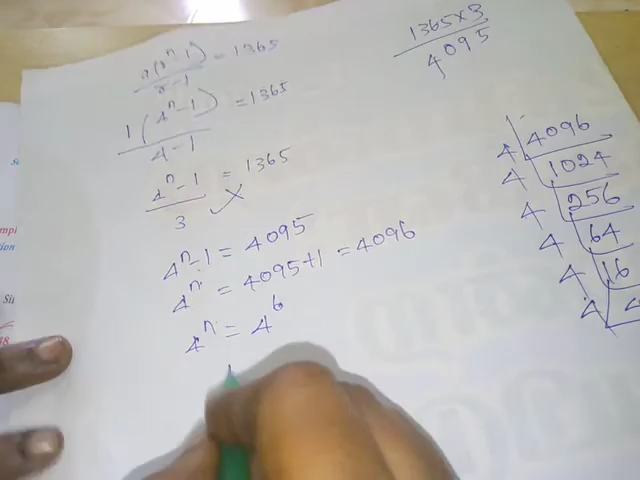 a(r^n-1)/r-1 = 1365
1(4^n-1)/4-1 = 1365
4^n-1/3 = 1365
4^n-1 = 4095
4^n = 4095+1 = 4096
4^n = 4^6
1365×3
4095
4 4096
4 1024
4 256
4 64
4 16
4 4